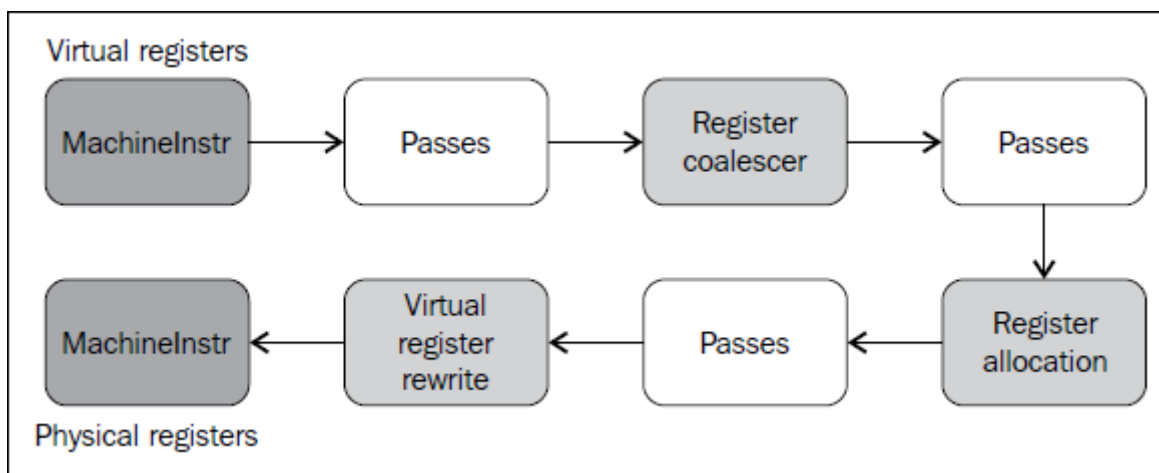 Virtual registers
MachineInstr
Passes
Register
coalescer
Passes
Register
allocation
Passes
Virtual
register
rewrite
MachineInstr
Physical registers